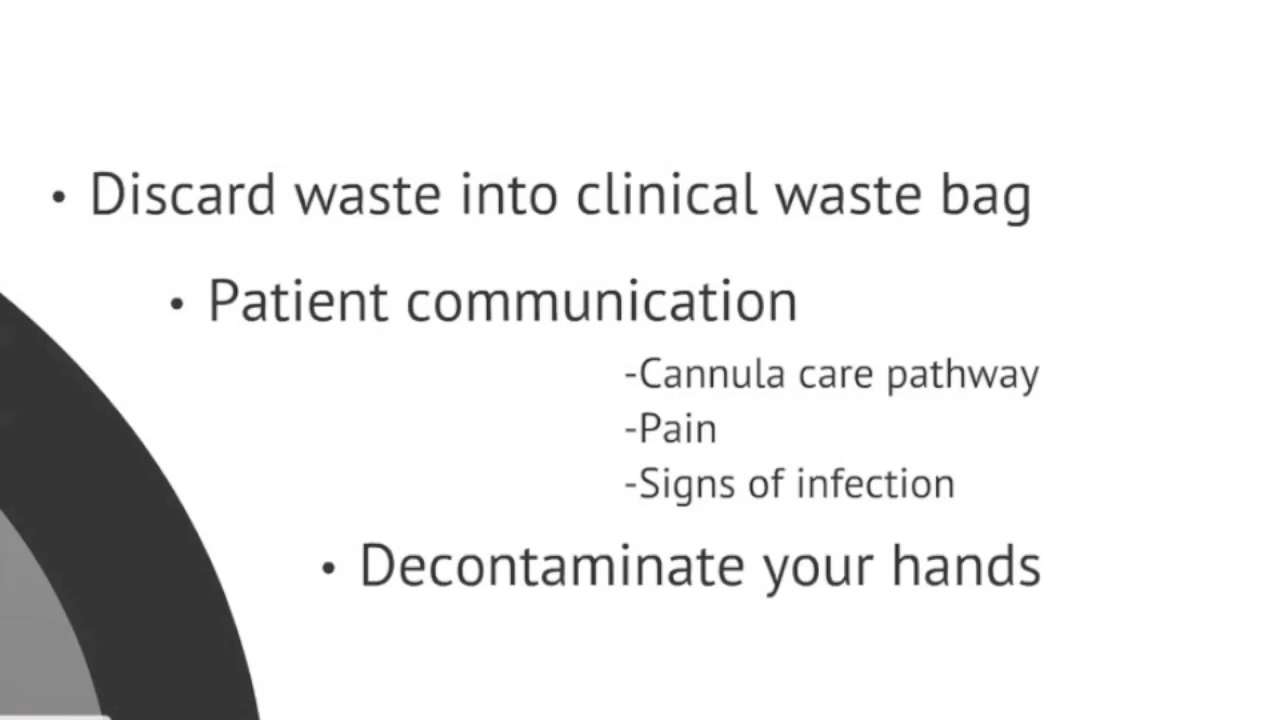 • Discard waste into clinical waste bag
• Patient communication
-Cannula care pathway
-Pain
-Signs of infection
• Decontaminate your hands